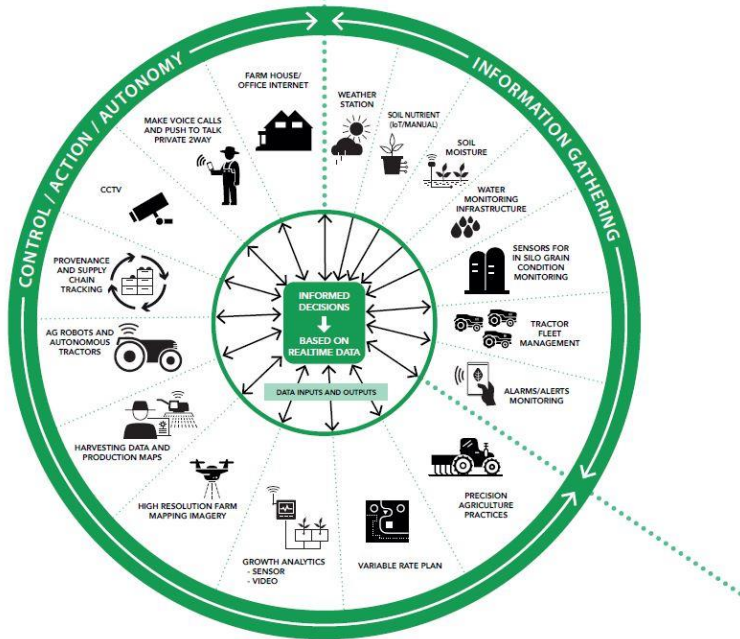 CONTROL / ACTION / AUTONOMY
INFORMATION GATHERING
FARM HOUSE/
OFFICE INTERNET
WEATHER
STATION
SOIL NUTRIENT
(IoT/MANUAL)
SOIL
MOISTURE
WATER
MONITORING
INFRASTRUCTURE
SENSORS FOR
IN SILO GRAIN
CONDITION
MONITORING
TRACTOR
FLEET
MANAGEMENT
ALARMS/ALERTS
MONITORING
PRECISION
AGRICULTURE
PRACTICES
VARIABLE RATE PLAN
GROWTH ANALYTICS
- SENSOR
- VIDEO
HIGH RESOLUTION FARM
MAPPING IMAGERY
HARVESTING DATA AND
PRODUCTION MAPS
AG ROBOTS AND
AUTONOMOUS
TRACTORS
PROVENANCE
AND SUPPLY
CHAIN
TRACKING
CCTV
MAKE VOICE CALLS
AND PUSH TO TALK
PRIVATE 2WAY
INFORMED
DECISIONS
BASED ON
REALTIME DATA
DATA INPUTS AND OUTPUTS